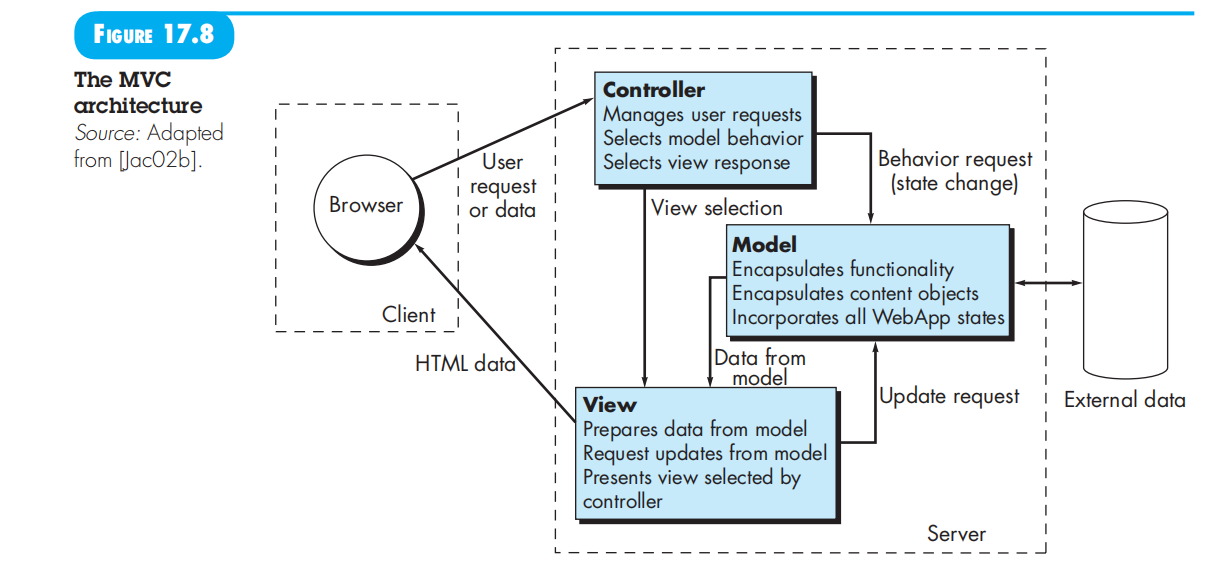 FIGURE 17.8
The MVC
architecture
Source: Adapted
from [Jac02b].
Browser
Client
User
request
or data
HTML data
Controller
Manages user requests
Selects model behavior
Selects view response
View selection
Behavior request
(state change)
Model
Encapsulates functionality
Encapsulates content objects
Incorporates all WebApp states
Data from
model
Update request
External data
View
Prepares data from model
Request updates from model
Presents view selected by
controller
Server